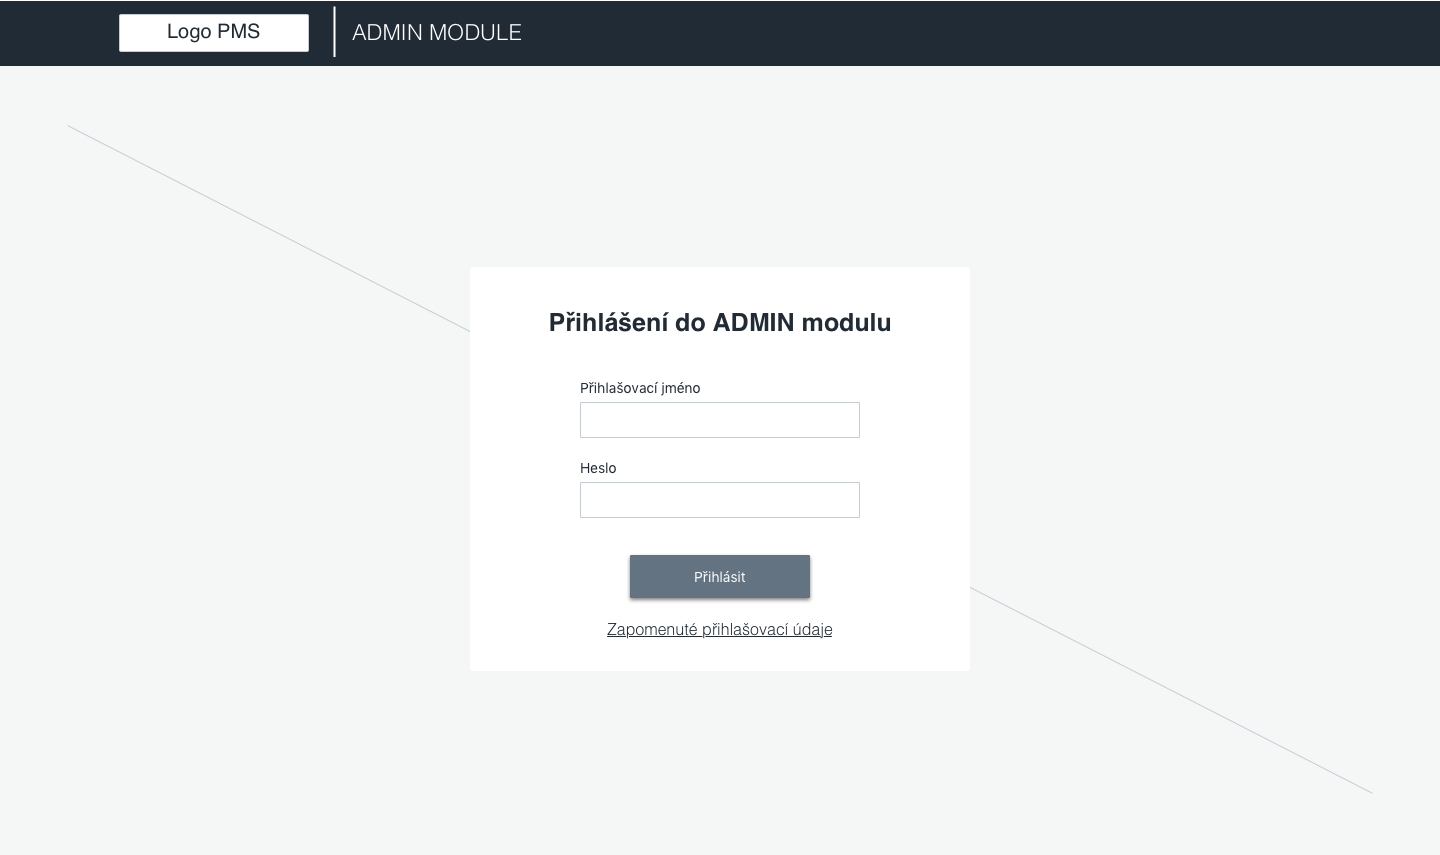 Logo PMS
ADMIN MODULE
Přihlášení do ADMIN modulu
Přihlašovací jméno
Heslo
Přihlásit
Zapomenuté přihlašovací údaje